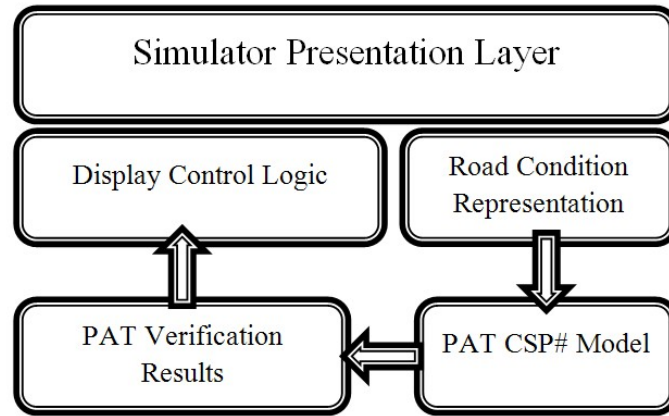 Simulator Presentation Layer
Display Control Logic
Road Condition
Representation
PAT Verification
Results
PAT CSP# Model